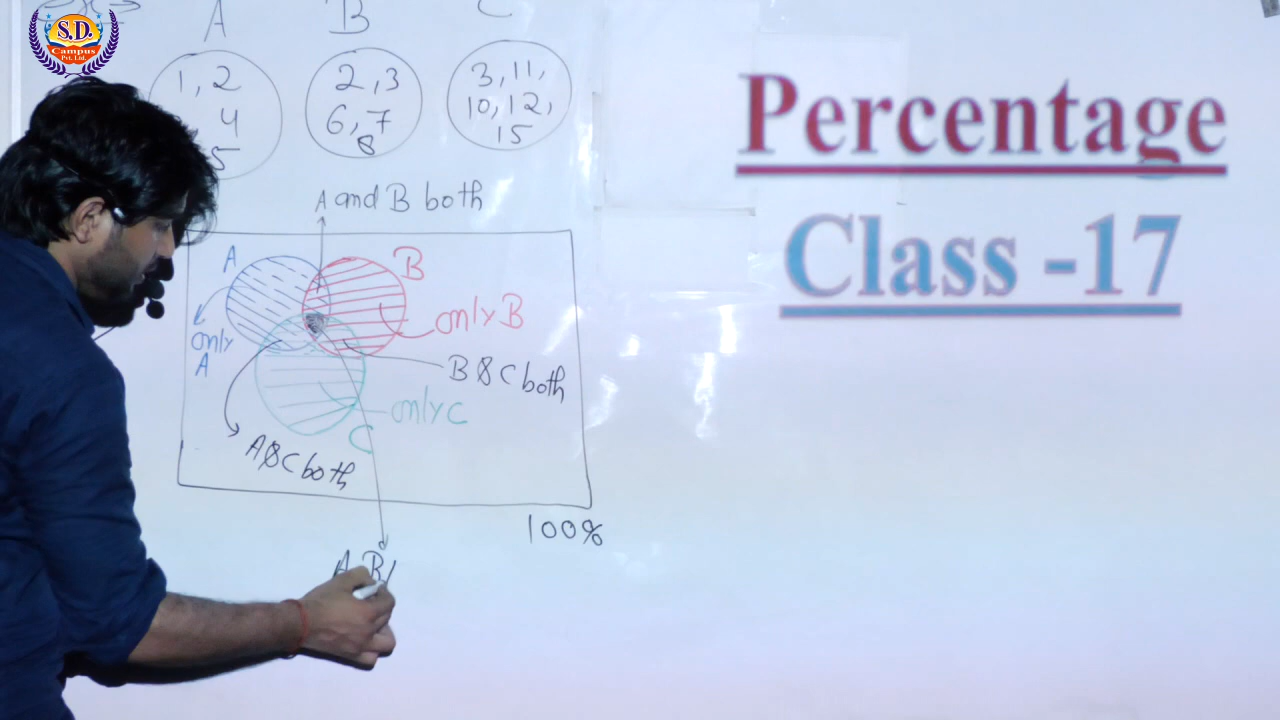 S.D.
Campus
Pvt. Ltd.
A B C
1, 2
4
5
2, 3
6, 7
8
3, 11,
10, 12,
15
Percentage
Class -17
A and B both
A
B
only B
only
A
B & C both
only C
C
A & C both
100%
A B